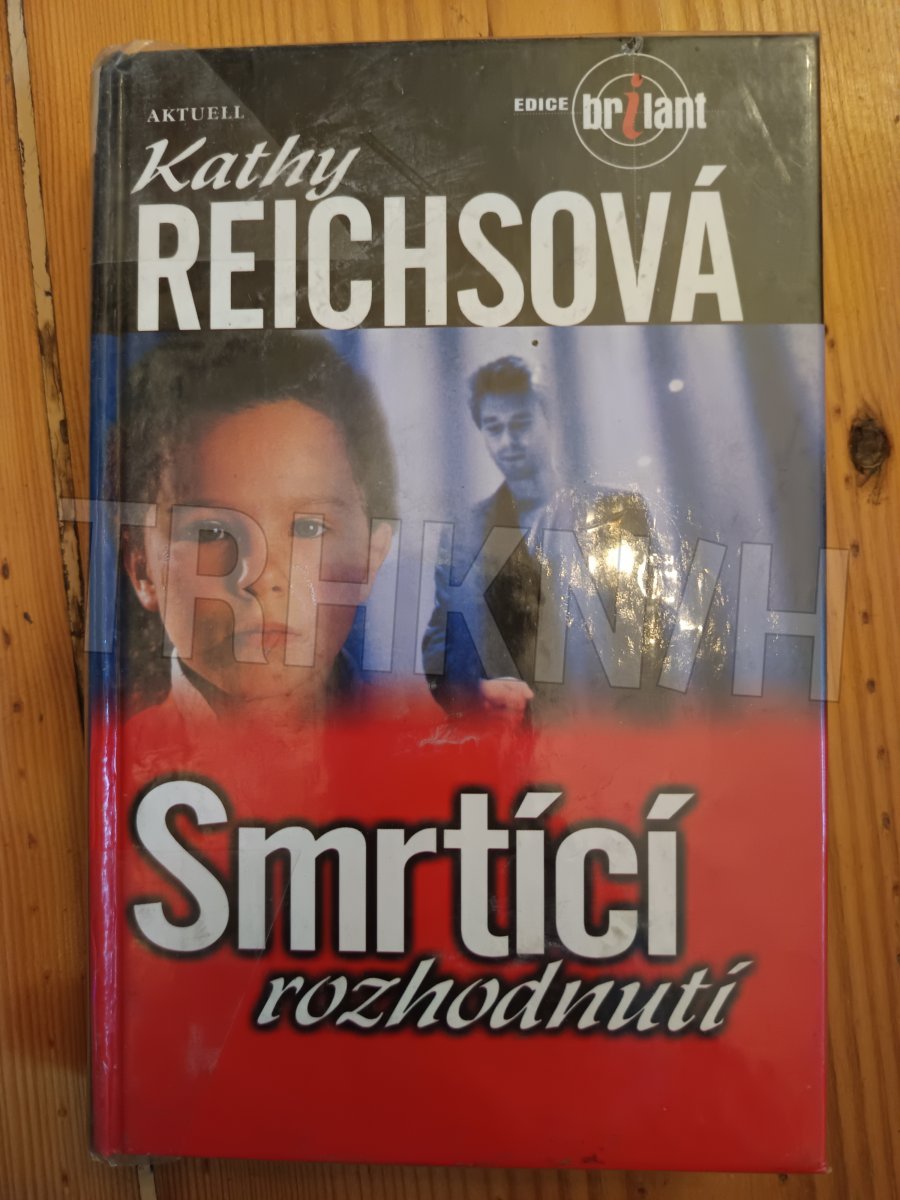 AKTUELL
EDICE brilant
Kathy
REICHSOVÁ
TRHKNIH
Smrtící
rozhodnutí